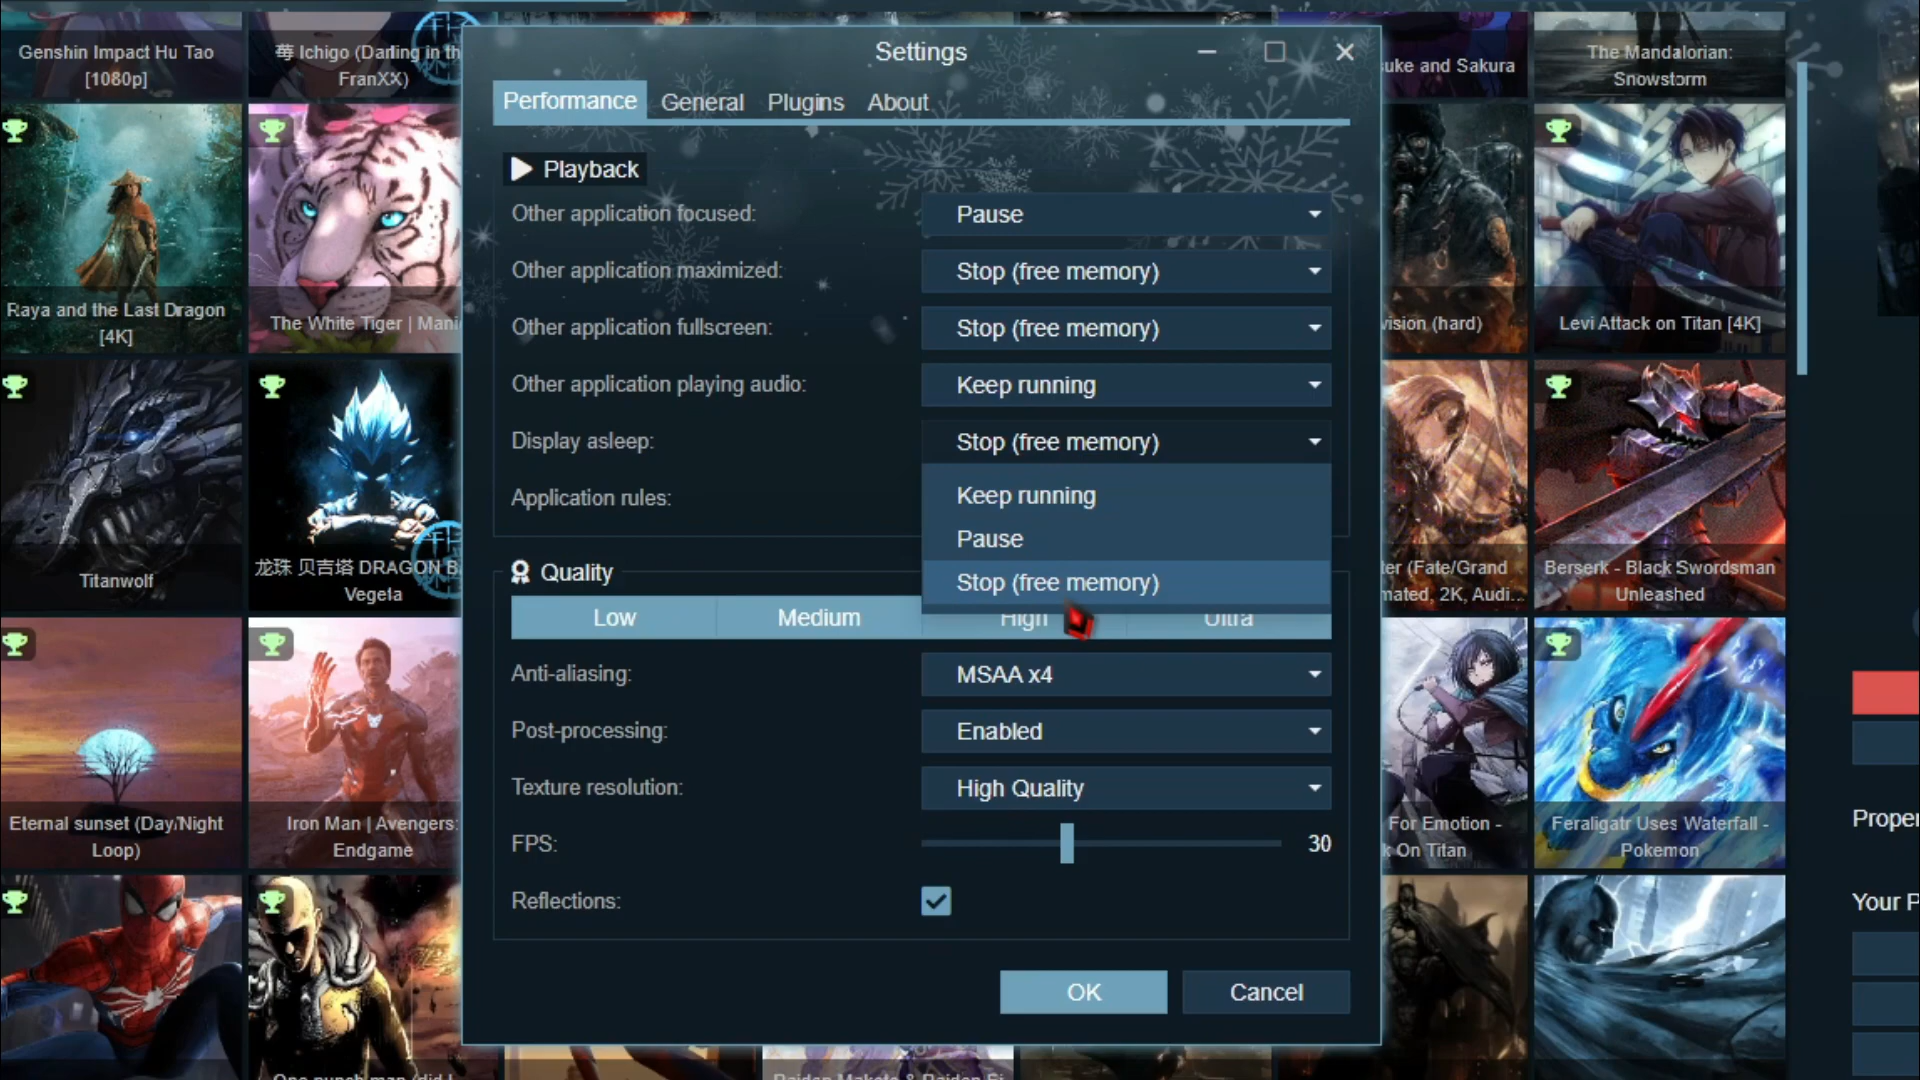 Genshin Impact Hu Tao
[1080p]
Ichigo (Darling in th
FranXX)
Settings
uke and Sakura
The Mandalorian:
Snowstorm
Performance
General
Plugins
About
Playback
Other application focused:
Pause
Other application maximized:
Stop (free memory)
Other application fullscreen:
Stop (free memory)
Other application playing audio:
Keep running
Display asleep:
Stop (free memory)
Keep running
Pause
Stop (free memory)
Application rules:
Raya and the Last Dragon
[4K]
The White Tiger | Mani
vision (hard)
Levi Attack on Titan [4K]
Titanwolf
龙珠 贝吉塔 DRAGON B
Vegeta
ter (Fate/Grand
mated, 2K, Audi...
Berserk - Black Swordsman
Unleashed
Quality
Low
Medium
High
Ultra
Anti-aliasing:
MSAA x4
Post-processing:
Enabled
Texture resolution:
High Quality
FPS:
30
Reflections:
OK
Cancel
Eternal sunset (Day/Night
Loop)
Iron Man | Avengers:
Endgame
For Emotion -
k On Titan
Feraligatr Uses Waterfall -
Pokemon
Proper
Your P